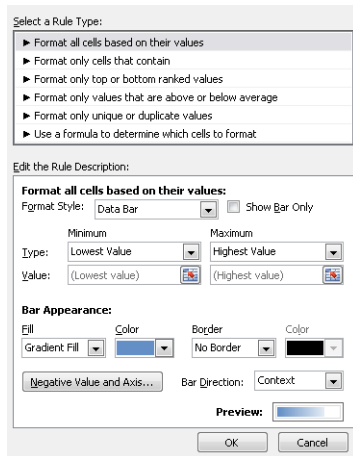 Select a Rule Type:
► Format all cells based on their values
► Format only cells that contain
► Format only top or bottom ranked values
► Format only values that are above or below average
► Format only unique or duplicate values
► Use a formula to determine which cells to format
Edit the Rule Description:
Format all cells based on their values:
Format Style: Data Bar Show Bar Only
Minimum Maximum
Type: Lowest Value Highest Value
Value: (Lowest value) (Highest value)
Bar Appearance:
Fill Color Border Color
Gradient Fill No Border
Negative Value and Axis... Bar Direction: Context
Preview:
OK Cancel